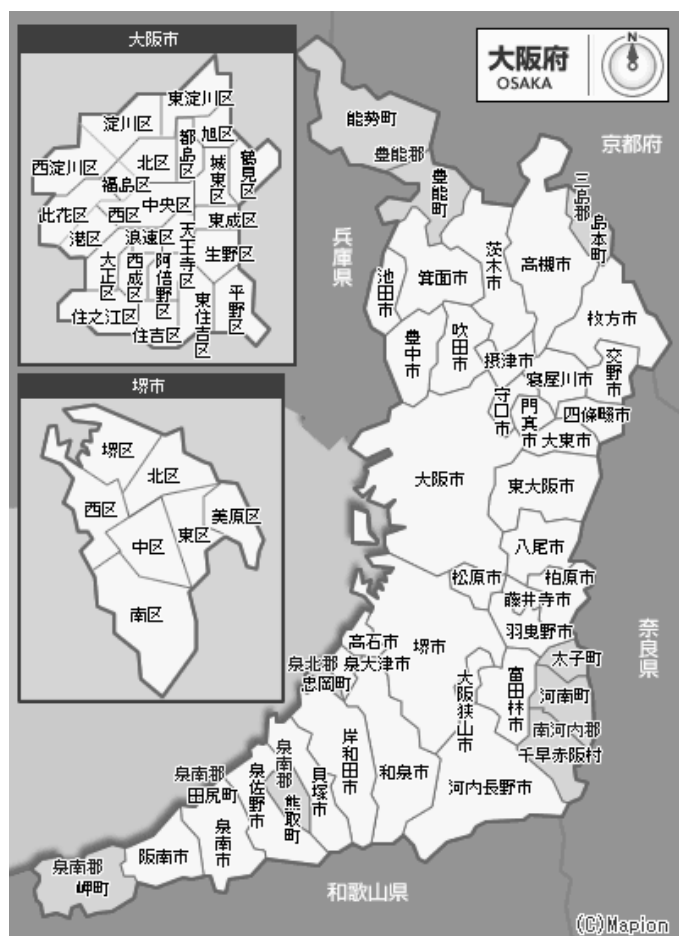 大阪市
東淀川区
淀川区
旭区
都島区
西淀川区
北区
城東区
鶴見区
福島区
此花区
西区
中央区
東成区
港区
浪速区
天王寺区
生野区
大正区
西成区
阿倍野区
東住吉区
平野区
住之江区
住吉区
堺市
堺区
北区
西区
美原区
東区
中区
南区
大阪府
OSAKA
N
京都府
兵庫県
奈良県
和歌山県
能勢町
豊能郡
豊能町
三島郡
島本町
茨木市
高槻市
池田市
箕面市
枚方市
豊中市
吹田市
摂津市
交野市
寝屋川市
守口市
門真市
四條畷市
大東市
大阪市
東大阪市
八尾市
松原市
柏原市
藤井寺市
羽曳野市
高石市
堺市
泉北郡
泉大津市
忠岡町
太子町
大阪狭山市
富田林市
河南町
南河内郡
千早赤阪村
岸和田市
和泉市
河内長野市
泉南郡
貝塚市
泉南郡
田尻町
泉佐野市
熊取町
泉南市
阪南市
泉南郡
岬町
(C)Mapion